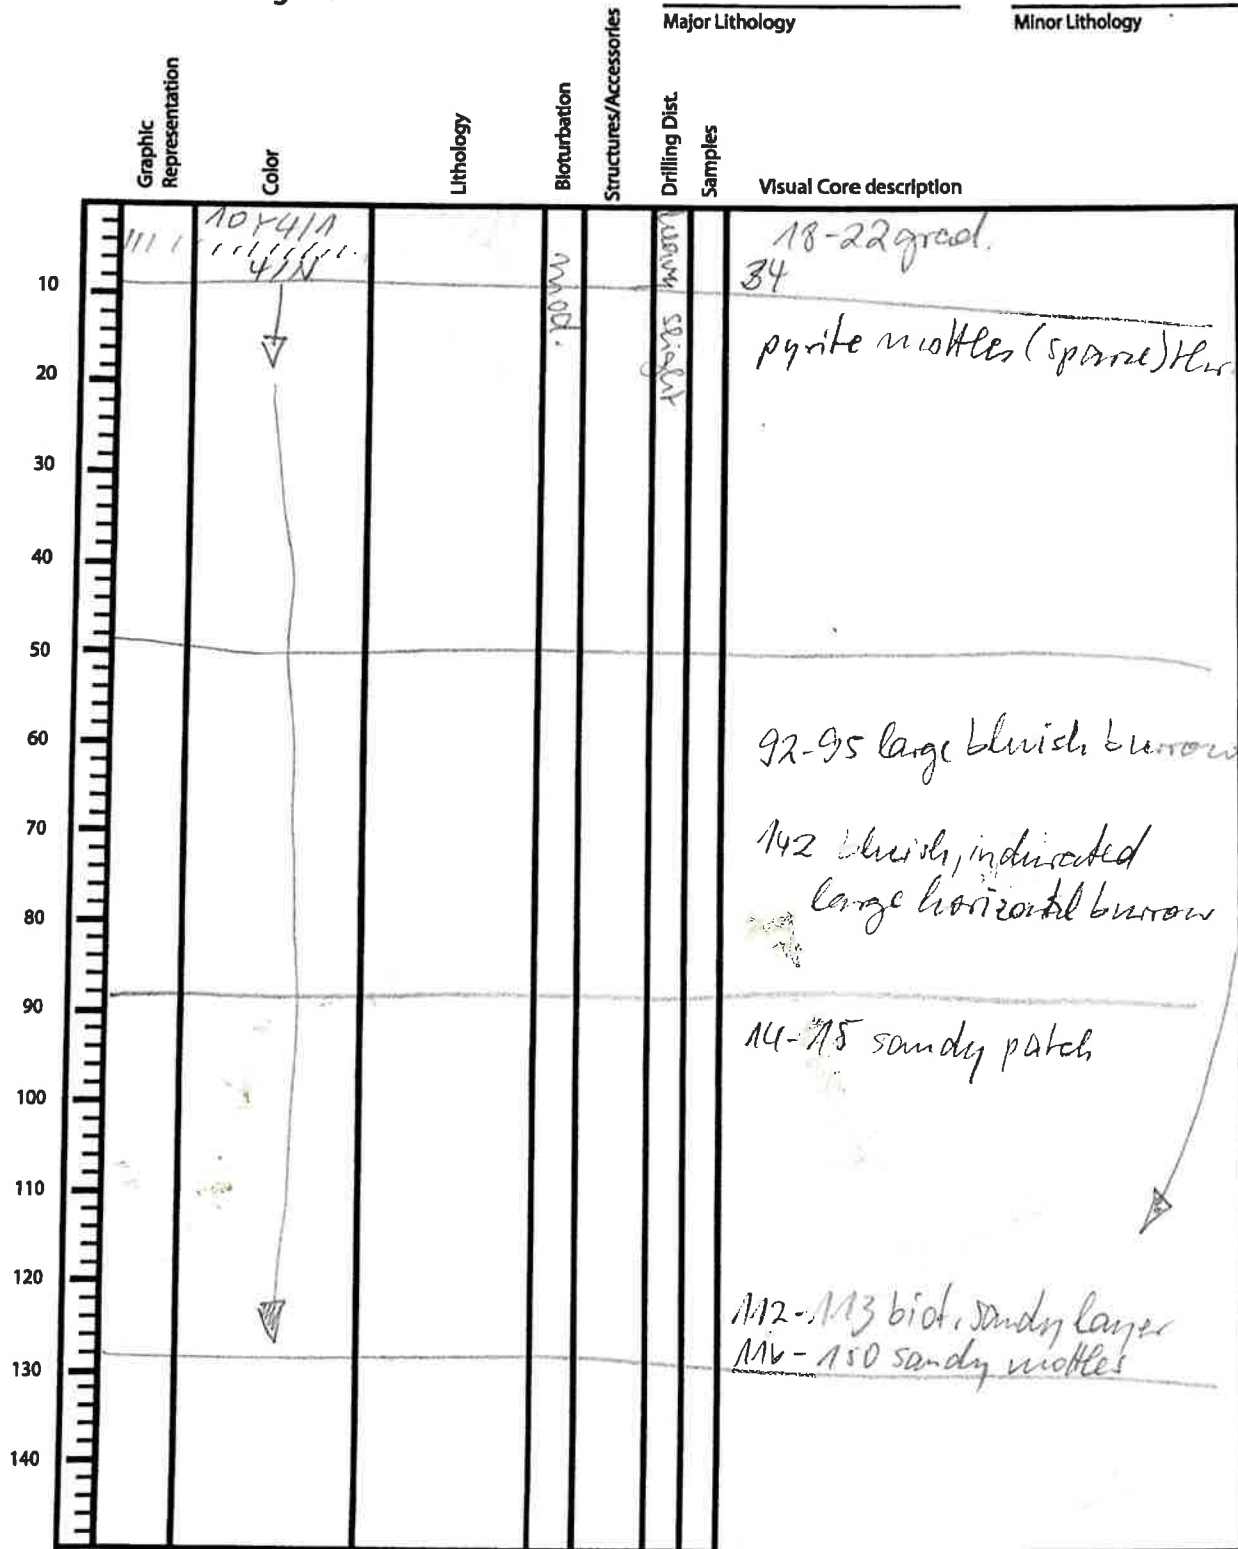 Major Lithology
Minor Lithology
Graphic
Representation
Color
Lithology
Bioturbation
Structures/Accessories
Drilling Dist.
Samples
Visual Core description
10Y4/1
4/N
mod.
slight
18-22 grad.
34
pyrite mottles (sparse) thr.
92-95 large bluish burrow
142 bluish, indurated
large horizontal burrow
14-15 sandy patch
112-113 biot. sandy layer
116-150 sandy mottles
10
20
30
40
50
60
70
80
90
100
110
120
130
140